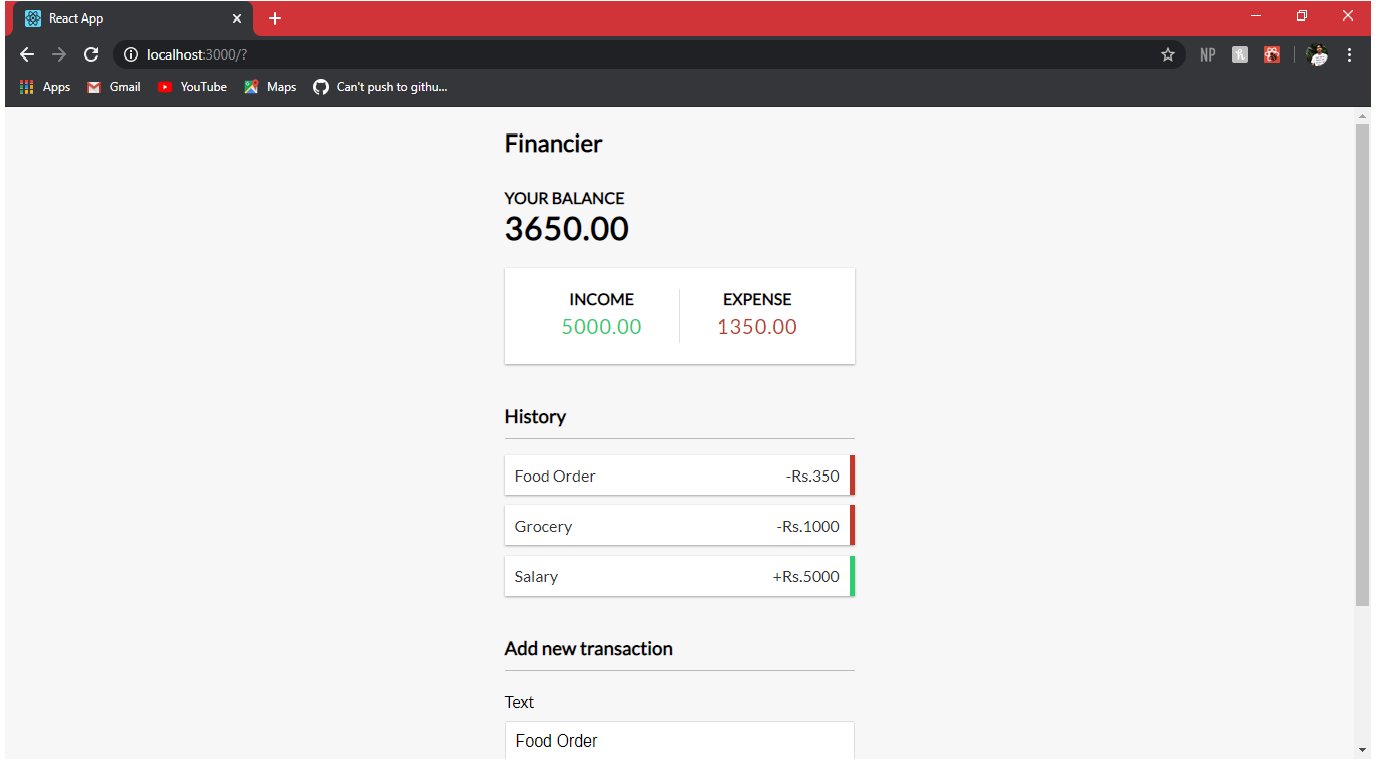 React App
localhost:3000/?
NP
Apps Gmail YouTube Maps Can't push to githu...
Financier
YOUR BALANCE
3650.00
INCOME EXPENSE
5000.00 1350.00
History
Food Order -Rs.350
Grocery -Rs.1000
Salary +Rs.5000
Add new transaction
Text
Food Order